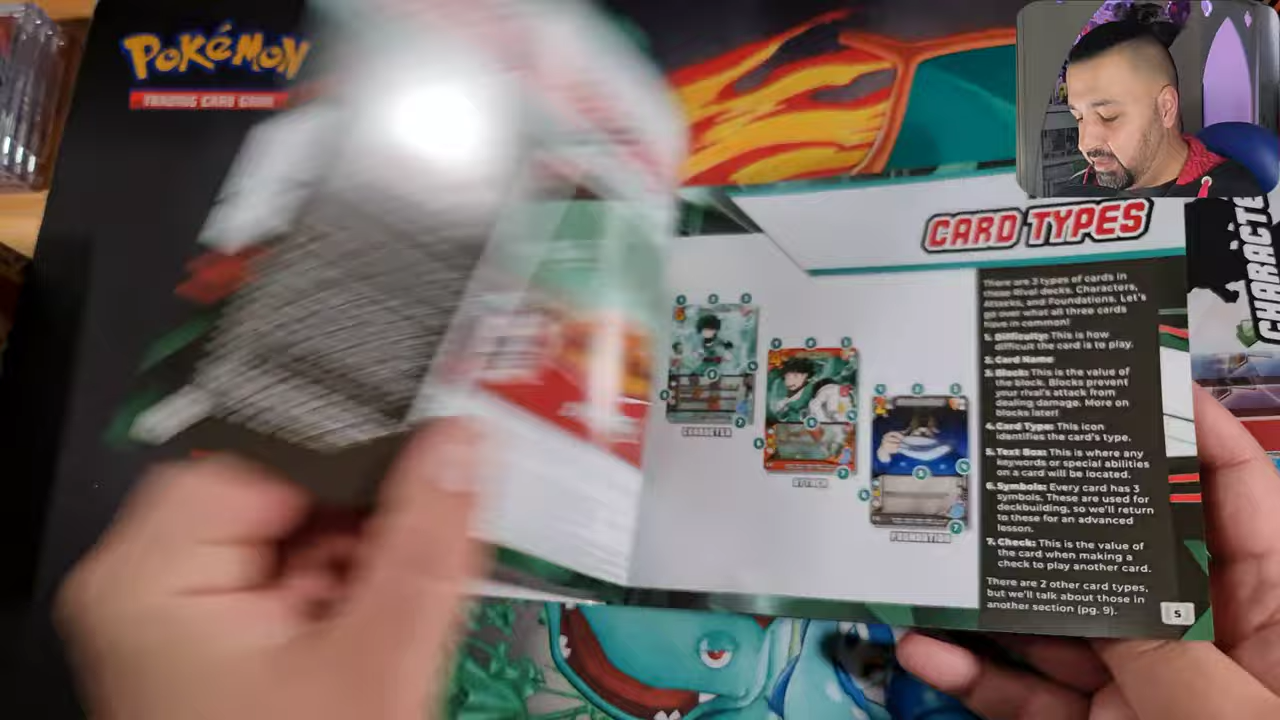 POKéMON
TRADING CARD GAME
CARD TYPES
CHARACTE
There are 3 types of cards in
these Rival decks. Characters,
Attacks, and Foundations. Let's
go over what all three cards
have in common!
1. Difficulty: This is how
difficult the card is to play.
2. Card Name
3. Block: This is the value of
the block. Blocks prevent
your rival's attack from
dealing damage. More on
blocks later!
4. Card Type: This icon
identifies the card's type.
5. Text Box: This is where any
keywords or special abilities
on a card will be located.
6. Symbols: Every card has 3
symbols. These are used for
deckbuilding, so we'll return
to these for an advanced
lesson.
7. Check: This is the value of
the card when making a
check to play another card.
There are 2 other card types,
but we'll talk about those in
another section (pg. 9).
CHARACTER
ATTACK
FOUNDATION
5